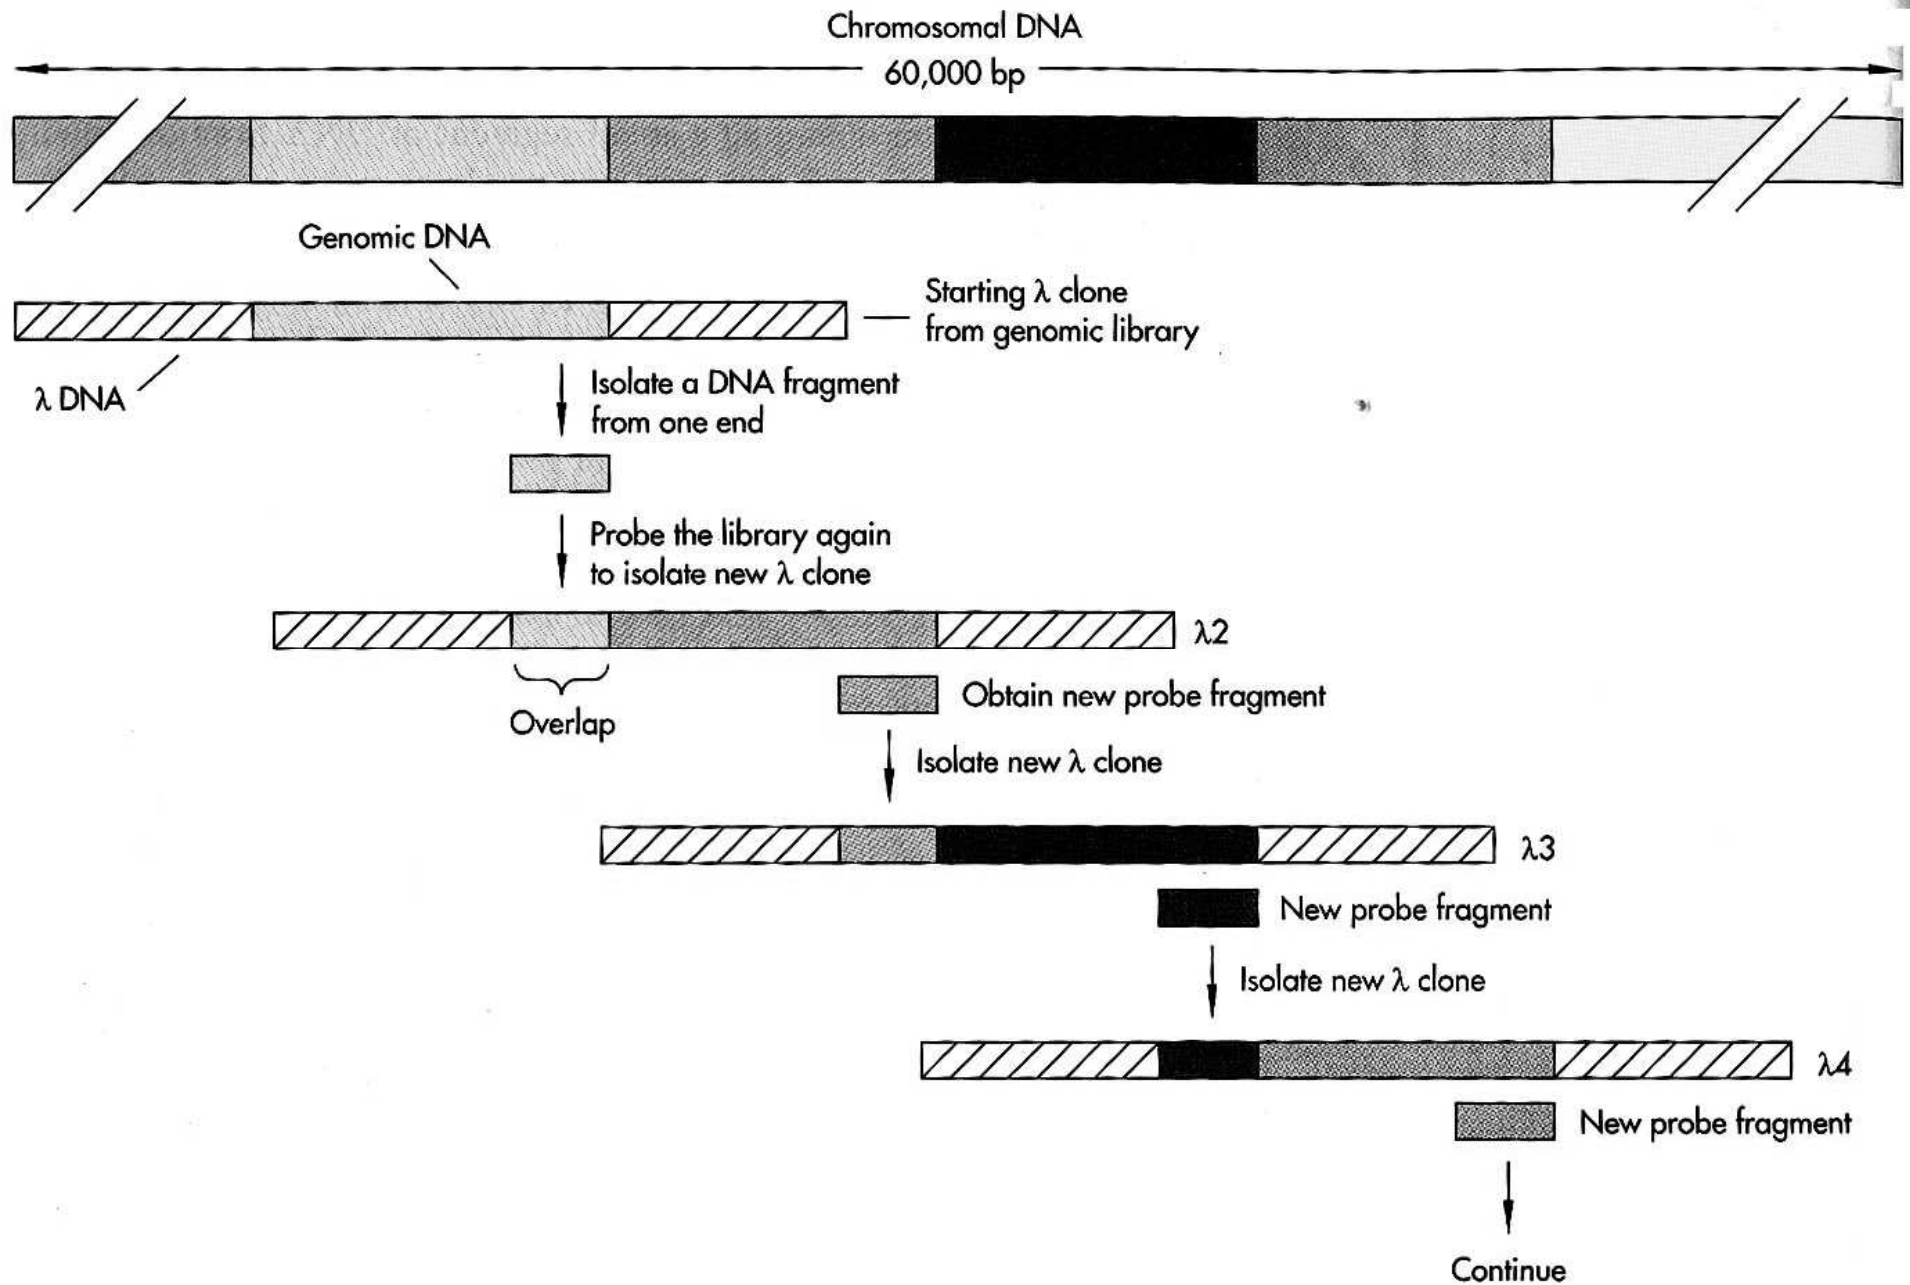 Chromosomal DNA
60,000 bp
Genomic DNA
Starting λ clone
from genomic library
λ DNA
Isolate a DNA fragment
from one end
Probe the library again
to isolate new λ clone
λ2
Overlap
Obtain new probe fragment
Isolate new λ clone
λ3
New probe fragment
Isolate new λ clone
λ4
New probe fragment
Continue